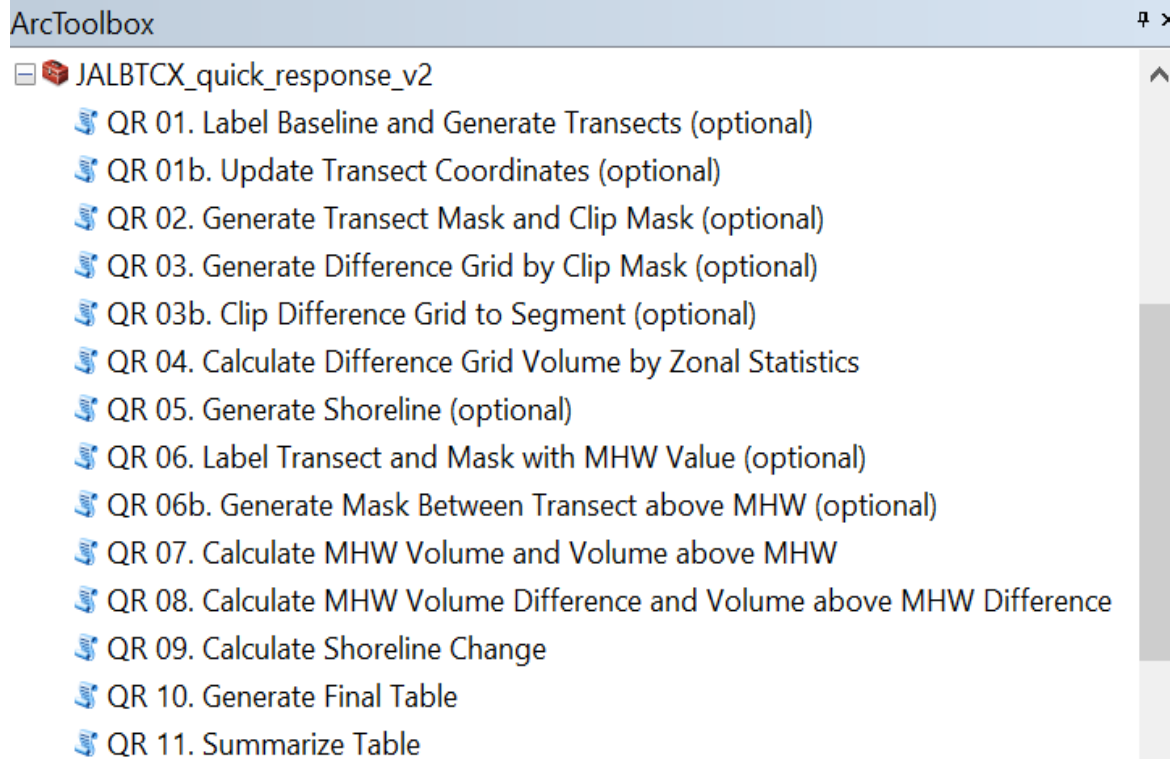 ArcToolbox
JALBTCX_quick_response_v2
QR 01. Label Baseline and Generate Transects (optional)
QR 01b. Update Transect Coordinates (optional)
QR 02. Generate Transect Mask and Clip Mask (optional)
QR 03. Generate Difference Grid by Clip Mask (optional)
QR 03b. Clip Difference Grid to Segment (optional)
QR 04. Calculate Difference Grid Volume by Zonal Statistics
QR 05. Generate Shoreline (optional)
QR 06. Label Transect and Mask with MHW Value (optional)
QR 06b. Generate Mask Between Transect above MHW (optional)
QR 07. Calculate MHW Volume and Volume above MHW
QR 08. Calculate MHW Volume Difference and Volume above MHW Difference
QR 09. Calculate Shoreline Change
QR 10. Generate Final Table
QR 11. Summarize Table